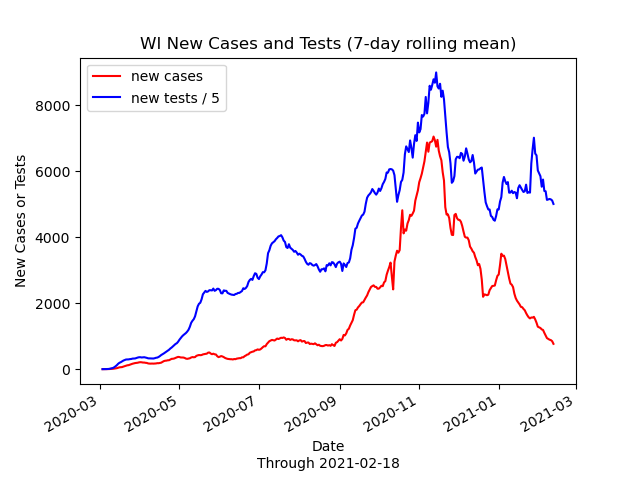 WI New Cases and Tests (7-day rolling mean)
new cases
new tests / 5
New Cases or Tests
8000
6000
4000
2000
0
2020-03
2020-05
2020-07
2020-09
2020-11
2021-01
2021-03
Date
Through 2021-02-18